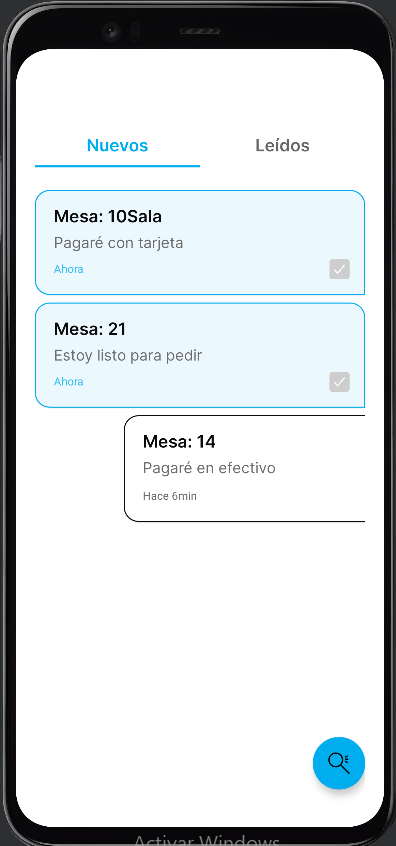 Nuevos Leídos
Mesa: 10Sala
Pagaré con tarjeta
Ahora
Mesa: 21
Estoy listo para pedir
Ahora
Mesa: 14
Pagaré en efectivo
Hace 6min
Activar Windows